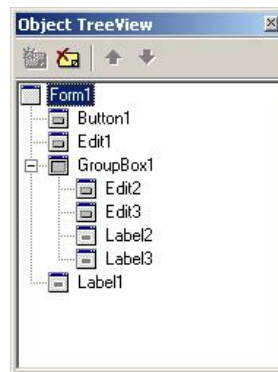 Object TreeView
Form1
Button1
Edit1
GroupBox1
Edit2
Edit3
Label2
Label3
Label1